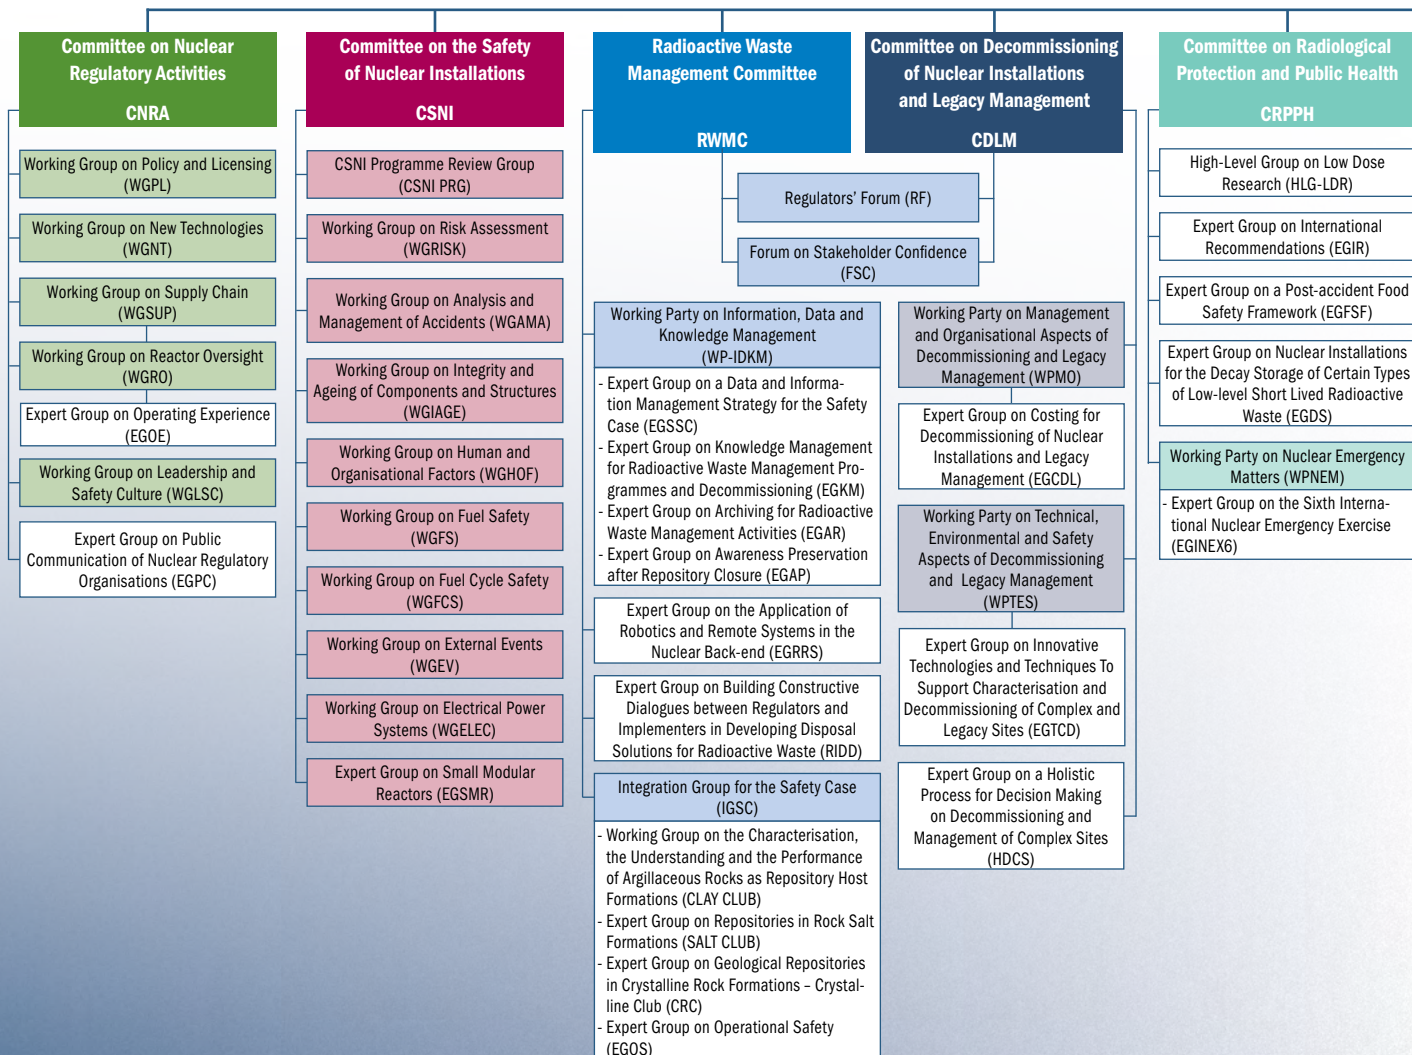 Committee on Nuclear
Regulatory Activities
CNRA
Working Group on Policy and Licensing
(WGPL)
Working Group on New Technologies
(WGNT)
Working Group on Supply Chain
(WGSUP)
Working Group on Reactor Oversight
(WGRO)
Expert Group on Operating Experience
(EGOE)
Working Group on Leadership and
Safety Culture (WGLSC)
Expert Group on Public
Communication of Nuclear Regulatory
Organisations (EGPC)
Committee on the Safety
of Nuclear Installations
CSNI
CSNI Programme Review Group
(CSNI PRG)
Working Group on Risk Assessment
(WGRISK)
Working Group on Analysis and
Management of Accidents (WGAMA)
Working Group on Integrity and
Ageing of Components and Structures
(WGIAGE)
Working Group on Human and
Organisational Factors (WGHOF)
Working Group on Fuel Safety
(WGFS)
Working Group on Fuel Cycle Safety
(WGFCS)
Working Group on External Events
(WGEV)
Working Group on Electrical Power
Systems (WGELEC)
Expert Group on Small Modular
Reactors (EGSMR)
Radioactive Waste
Management Committee
RWMC
Committee on Decommissioning
of Nuclear Installations
and Legacy Management
CDLM
Regulators’ Forum (RF)
Forum on Stakeholder Confidence
(FSC)
Working Party on Information, Data and
Knowledge Management
(WP-IDKM)
- Expert Group on a Data and Informa-
tion Management Strategy for the Safety
Case (EGSSC)
- Expert Group on Knowledge Management
for Radioactive Waste Management Pro-
grammes and Decommissioning (EGKM)
- Expert Group on Archiving for Radioactive
Waste Management Activities (EGAR)
- Expert Group on Awareness Preservation
after Repository Closure (EGAP)
Expert Group on the Application of
Robotics and Remote Systems in the
Nuclear Back-end (EGRRS)
Expert Group on Building Constructive
Dialogues between Regulators and
Implementers in Developing Disposal
Solutions for Radioactive Waste (RIDD)
Integration Group for the Safety Case
(IGSC)
- Working Group on the Characterisation,
the Understanding and the Performance
of Argillaceous Rocks as Repository Host
Formations (CLAY CLUB)
- Expert Group on Repositories in Rock Salt
Formations (SALT CLUB)
- Expert Group on Geological Repositories
in Crystalline Rock Formations – Crystal-
line Club (CRC)
- Expert Group on Operational Safety
(EGOS)
Working Party on Management
and Organisational Aspects of
Decommissioning and Legacy
Management (WPMO)
Expert Group on Costing for
Decommissioning of Nuclear
Installations and Legacy
Management (EGCDL)
Working Party on Technical,
Environmental and Safety
Aspects of Decommissioning
and Legacy Management
(WPTES)
Expert Group on Innovative
Technologies and Techniques To
Support Characterisation and
Decommissioning of Complex and
Legacy Sites (EGTCD)
Expert Group on a Holistic
Process for Decision Making
on Decommissioning and
Management of Complex Sites
(HDCS)
Committee on Radiological
Protection and Public Health
CRPPH
High-Level Group on Low Dose
Research (HLG-LDR)
Expert Group on International
Recommendations (EGIR)
Expert Group on a Post-accident Food
Safety Framework (EGFSF)
Expert Group on Nuclear Installations
for the Decay Storage of Certain Types
of Low-level Short Lived Radioactive
Waste (EGDS)
Working Party on Nuclear Emergency
Matters (WPNEM)
- Expert Group on the Sixth Interna-
tional Nuclear Emergency Exercise
(EGINEX6)